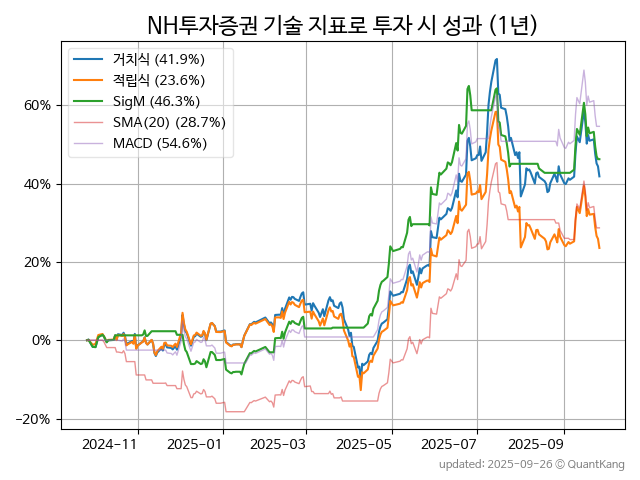 NH투자증권 기술 지표로 투자 시 성과 (1년)
거치식 (41.9%)
적립식 (23.6%)
SigM (46.3%)
SMA(20) (28.7%)
MACD (54.6%)
60%
40%
20%
0%
−20%
2024-11
2025-01
2025-03
2025-05
2025-07
2025-09
updated: 2025-09-26 © QuantKang